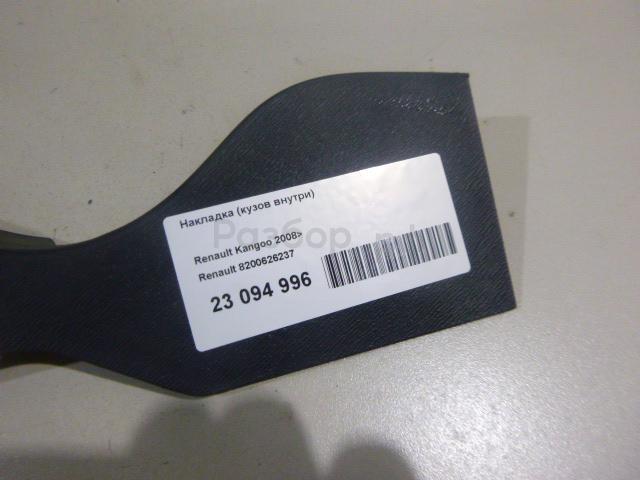 Накладка (кузов внутри)
Renault Kangoo 2008>
Renault 8200626237
23 094 996